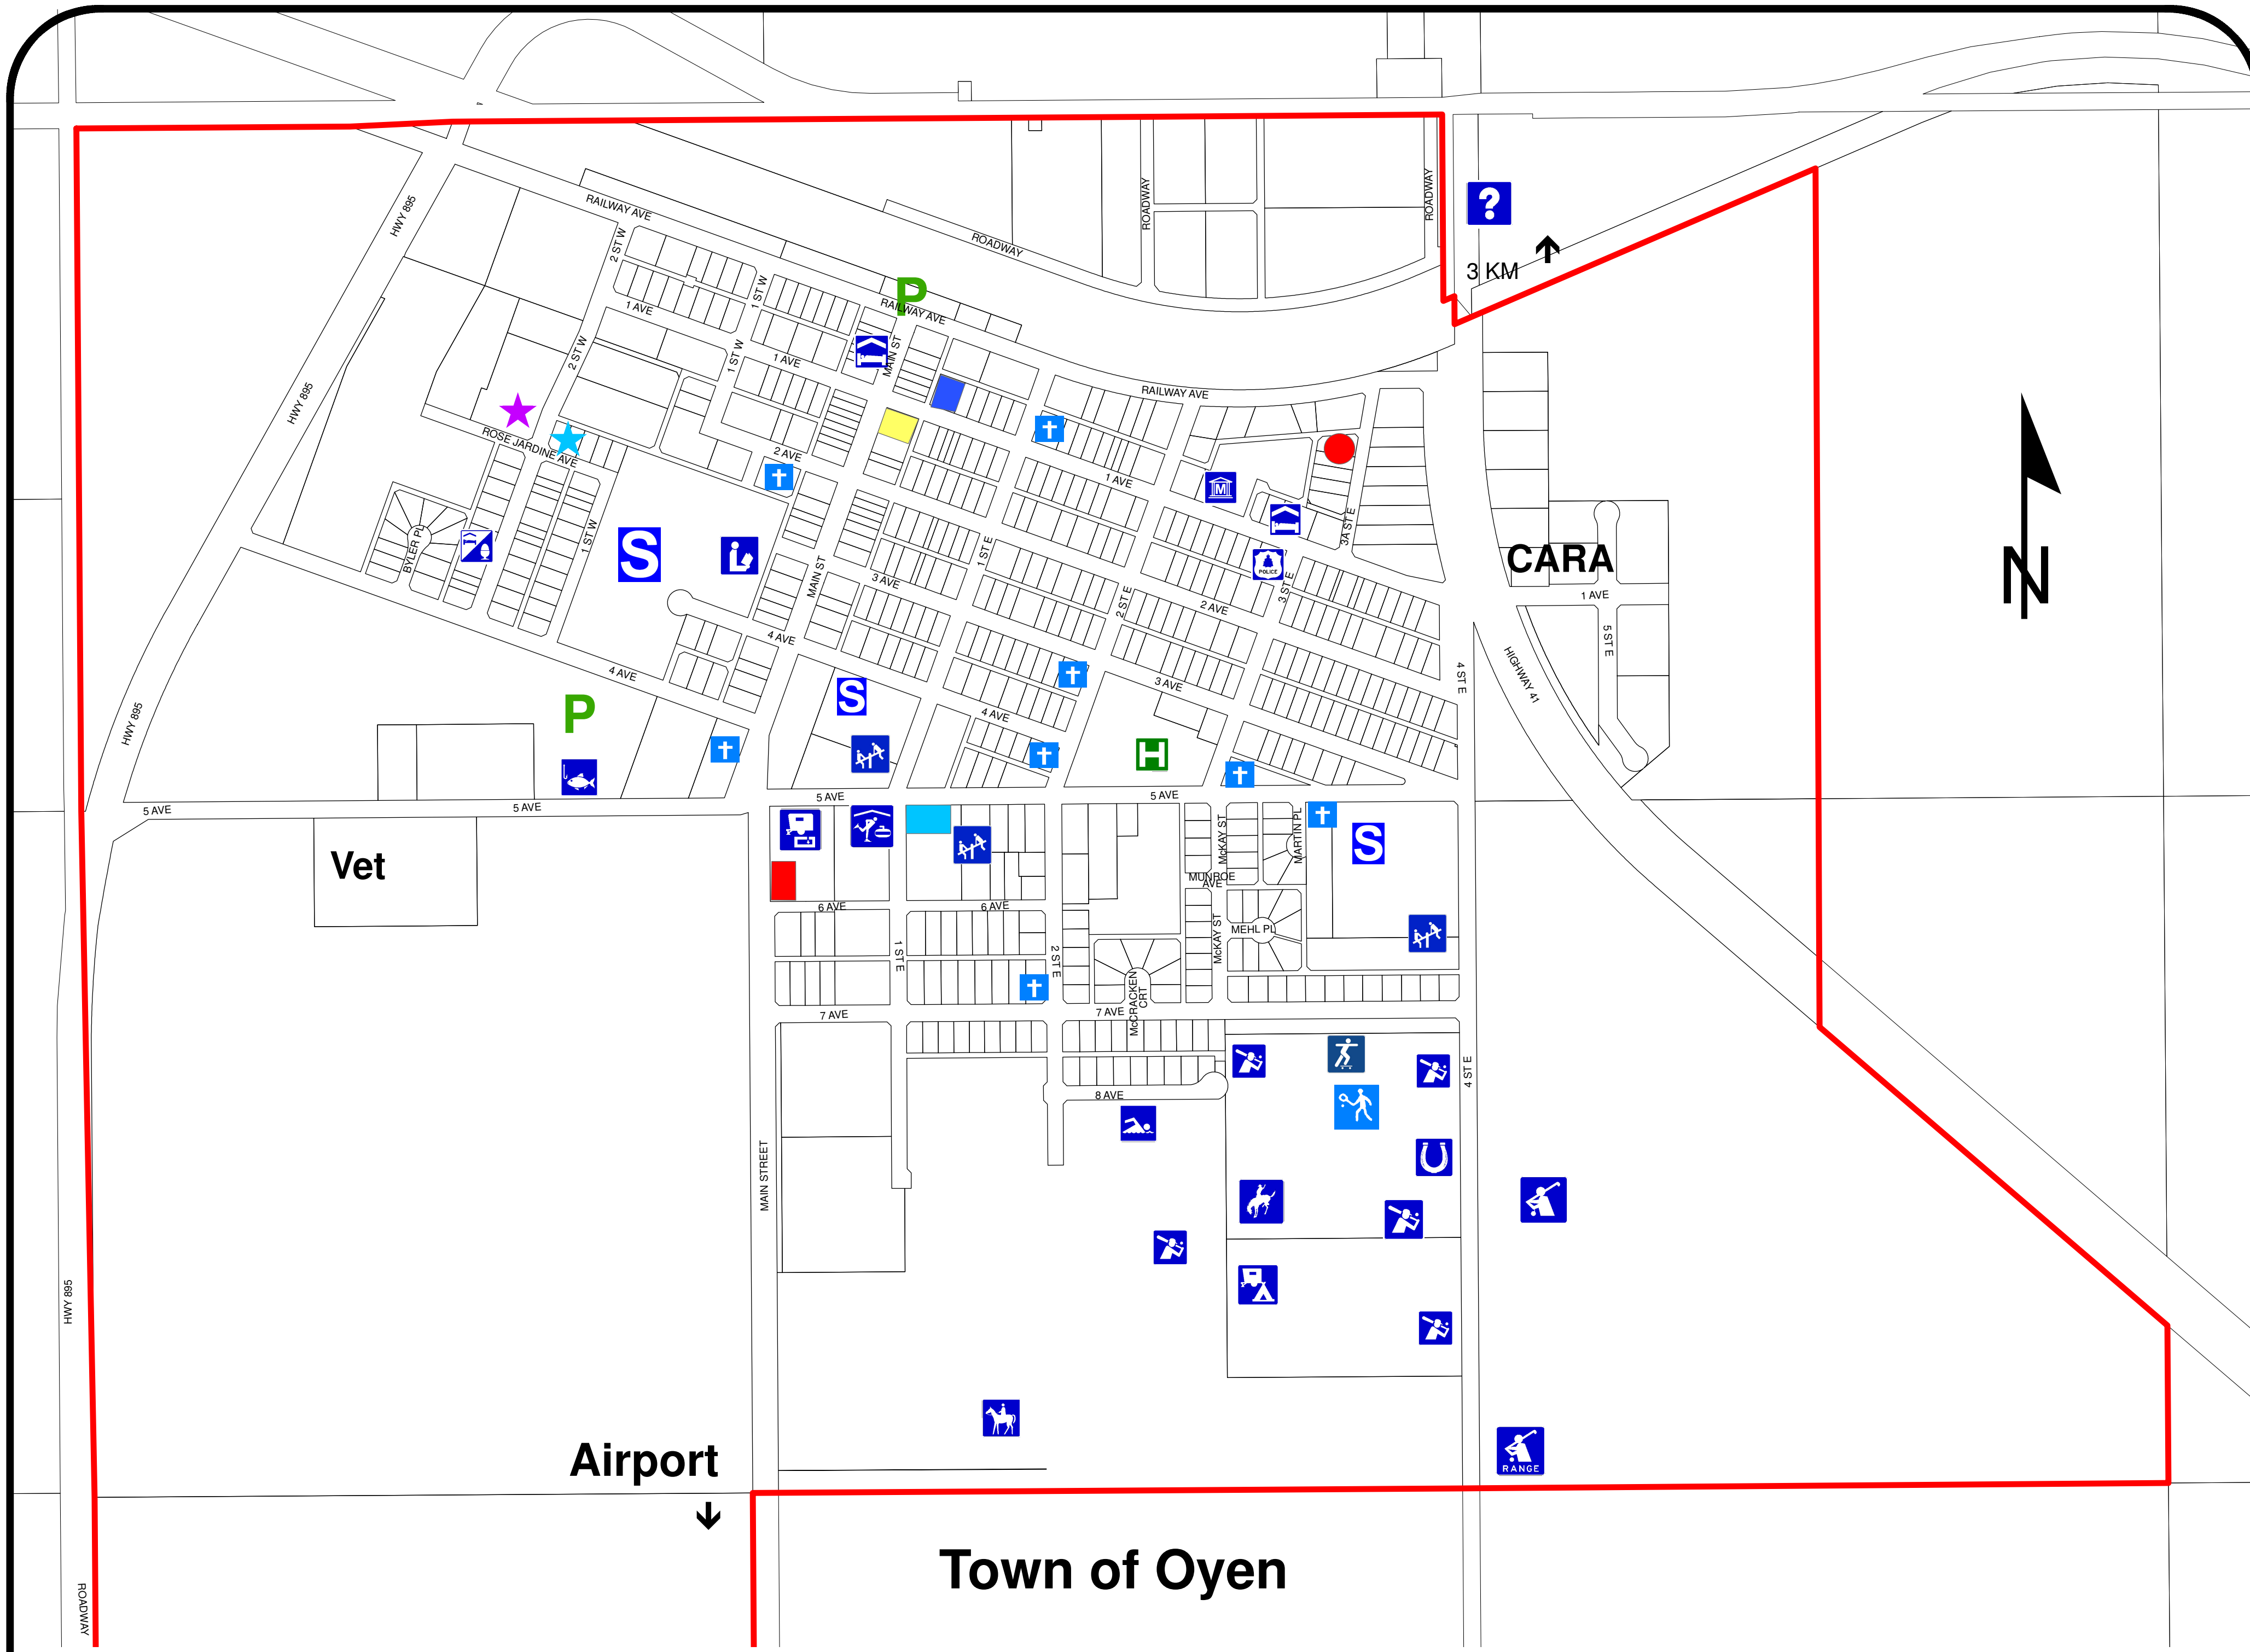 HWY 895
RAILWAY AVE
2 ST W
ROADWAY
ROADWAY
ROADWAY
?
3 KM
P
RAILWAY AVE
1 ST W
1 AVE
MAIN ST
1 ST W
1 AVE
2 ST W
RAILWAY AVE
HWY 895
ROSE JARDINE AVE
2 AVE
1 AVE
M
3A ST E
BYLER PL
1 ST W
S
MAIN ST
3 AVE
1 ST E
2 ST E
POLICE
3 ST E
2 AVE
CARA
1 AVE
5 ST E
N
4 AVE
4 AVE
S
3 AVE
4 ST E
HIGHWAY 41
HWY 895
P
4 AVE
H
5 AVE
5 AVE
5 AVE
5 AVE
Vet
McKAY ST
MARTIN PL
S
MUNROE
AVE
6 AVE
6 AVE
1 ST E
2 ST E
McKAY ST
MEHL PL
McCRACKEN
CRT
7 AVE
7 AVE
8 AVE
4 ST E
MAIN STREET
HWY 895
Airport
RANGE
Town of Oyen
ROADWAY